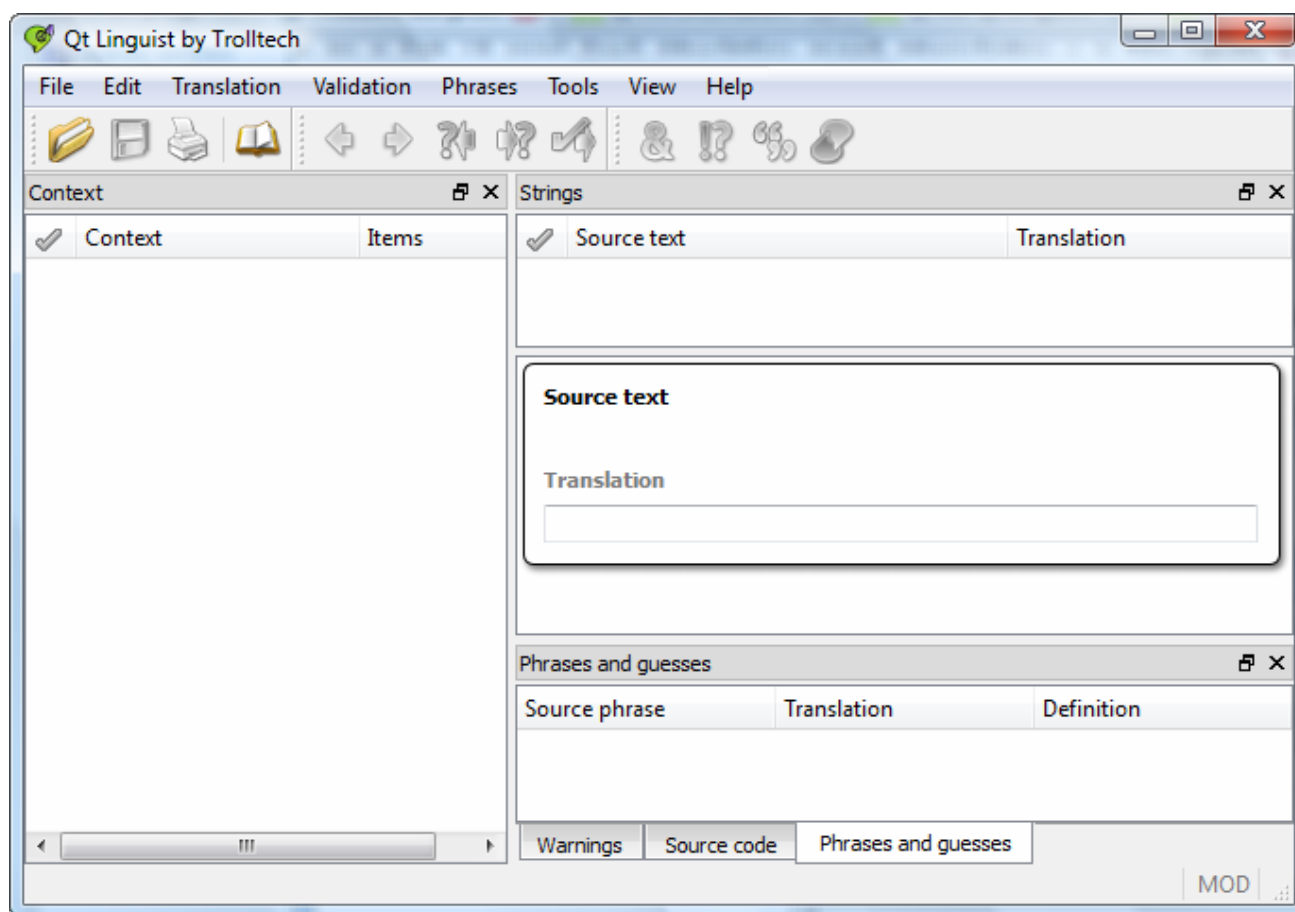 Qt Linguist by Trolltech
File Edit Translation Validation Phrases Tools View Help
Context
Context Items
Strings
Source text Translation
Source text
Translation
Phrases and guesses
Source phrase Translation Definition
Warnings Source code Phrases and guesses
MOD